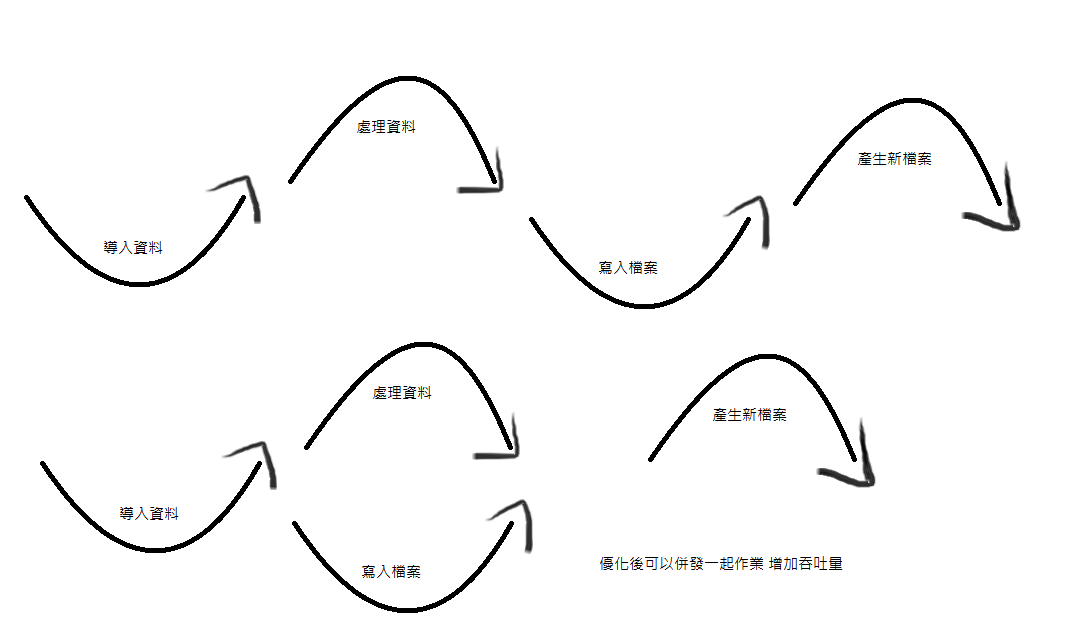 導入資料
處理資料
寫入檔案
產生新檔案
導入資料
處理資料
寫入檔案
產生新檔案
優化後可以併發一起作業 增加吞吐量